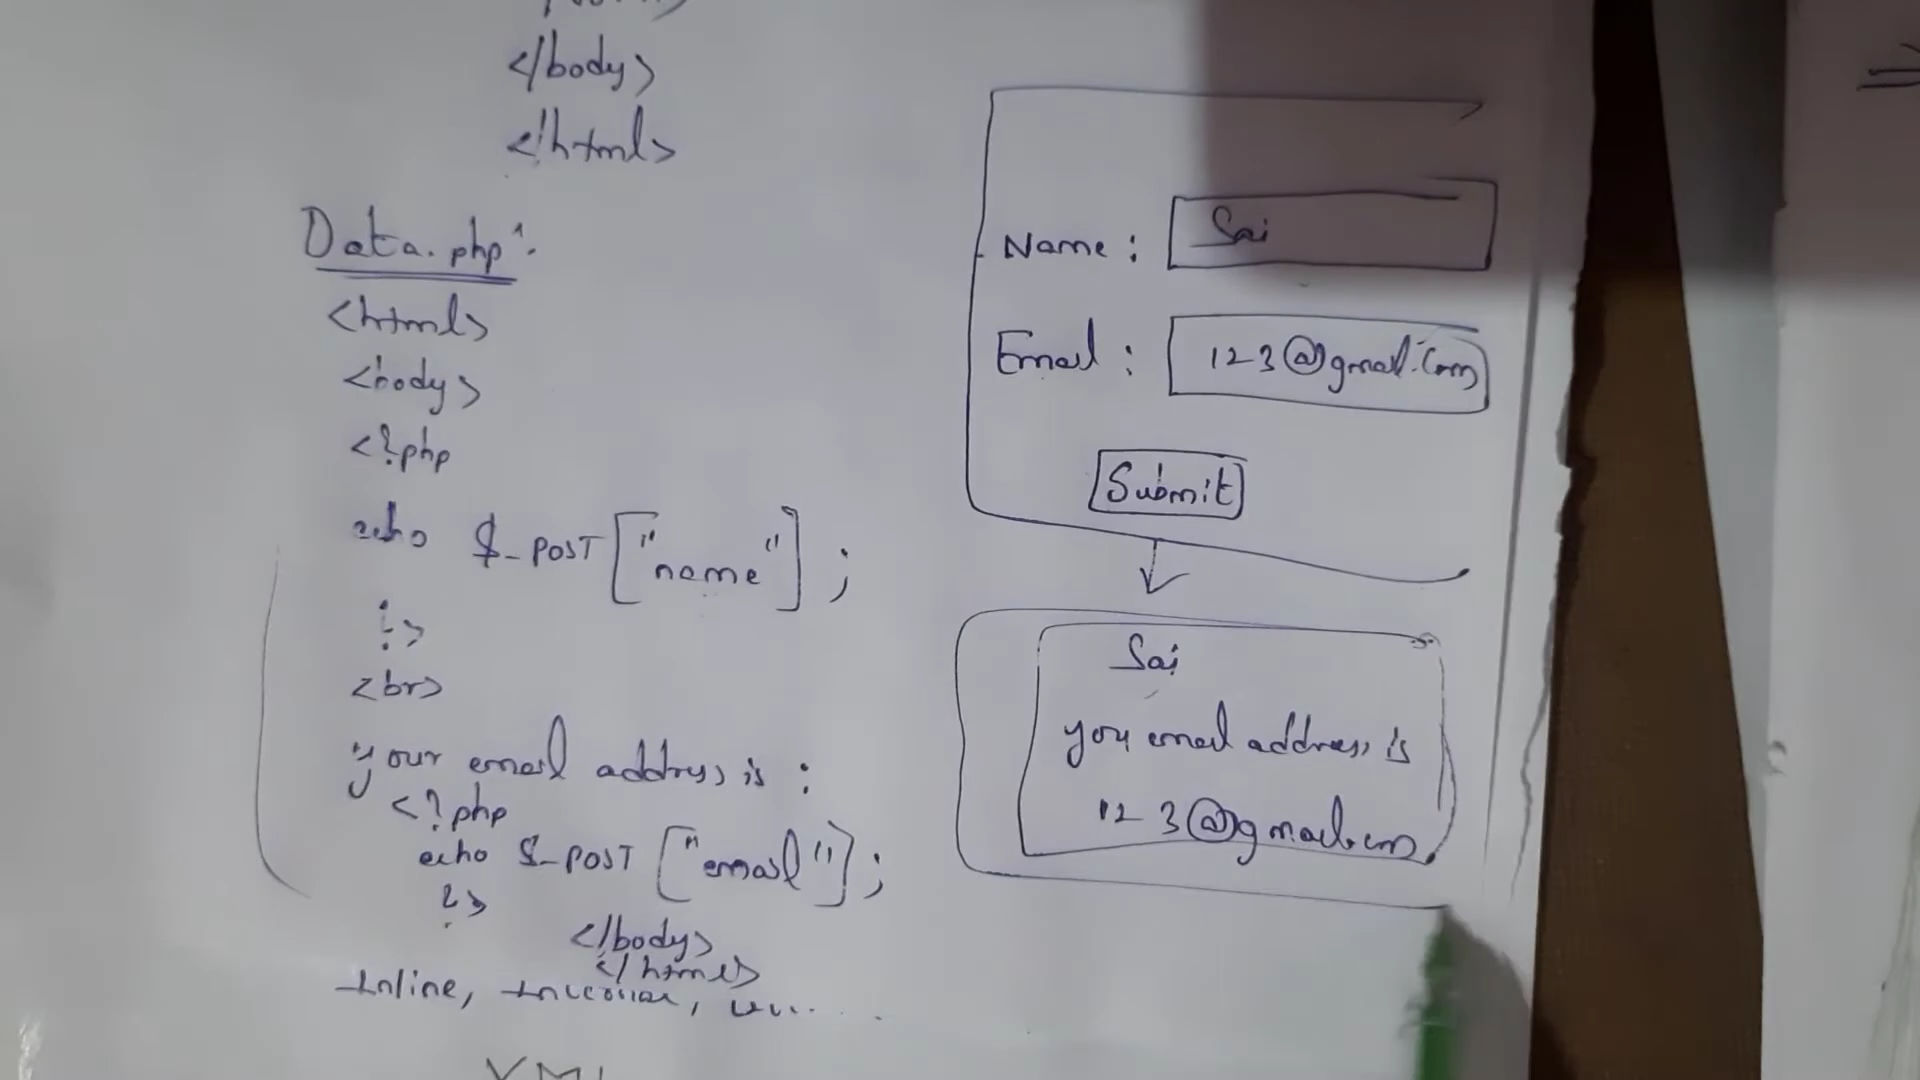 </body>
</html>
Data.php:
<html>
<body>
<?php
echo $_POST["name"];
?>
<br>
your email address is :
<?php
echo $_POST ["email"];
?>
</body>
</html>
Inline,
XML
Name : Sai
Email : 123@gmail.com
Submit
Sai
you email address is
123@gmail.com